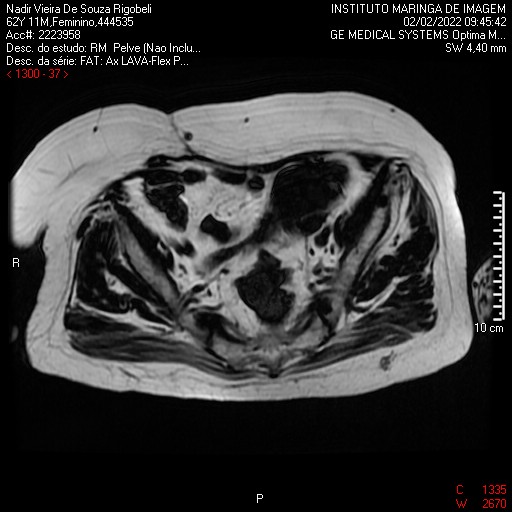 Nadir Vieira De Souza Rigobeli
62Y 11M,Feminino,444535
Acc#: 2223958
Desc. do estudo: RM Pelve (Nao Inclu...
Desc. da série: FAT: Ax LAVA-Flex P...
< 1300 - 37 >
INSTITUTO MARINGA DE IMAGEM
02/02/2022 09:45:42
GE MEDICAL SYSTEMS Optima M...
SW 4,40 mm
R
10 cm
P
C 1335
W 2670